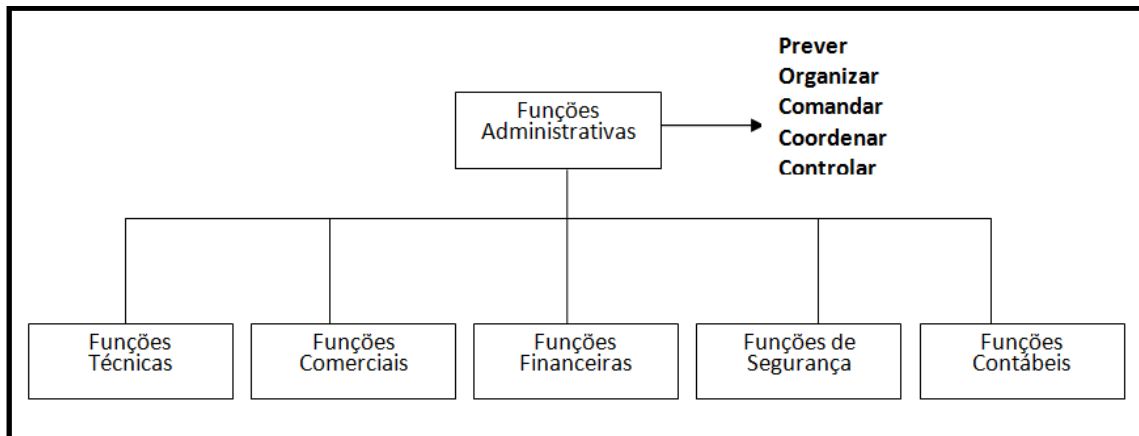 Prever
Organizar
Comandar
Coordenar
Controlar
Funções
Administrativas
Funções
Técnicas
Funções
Comerciais
Funções
Financeiras
Funções de
Segurança
Funções
Contábeis